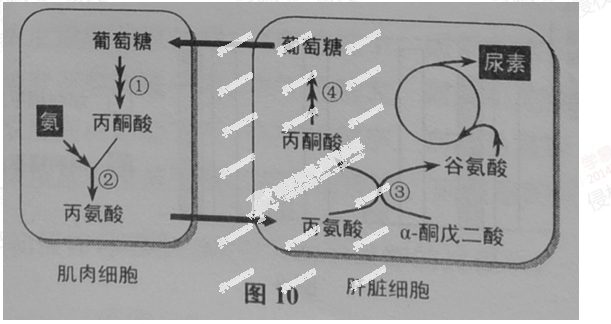 葡萄糖
①
氨
丙酮酸
②
丙氨酸
肌肉细胞
葡萄糖
④
丙酮酸
尿素
谷氨酸
③
丙氨酸
α-酮戊二酸
肝脏细胞
图 10